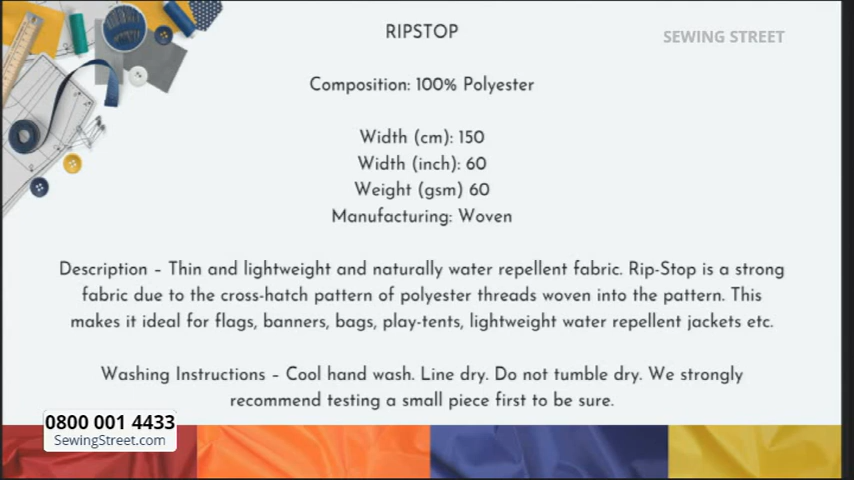 RIPSTOP
SEWING STREET
Composition: 100% Polyester
Width (cm): 150
Width (inch): 60
Weight (gsm) 60
Manufacturing: Woven
Description – Thin and lightweight and naturally water repellent fabric. Rip-Stop is a strong
fabric due to the cross-hatch pattern of polyester threads woven into the pattern. This
makes it ideal for flags, banners, bags, play-tents, lightweight water repellent jackets etc.
Washing Instructions – Cool hand wash. Line dry. Do not tumble dry. We strongly
recommend testing a small piece first to be sure.
0800 001 4433
SewingStreet.com